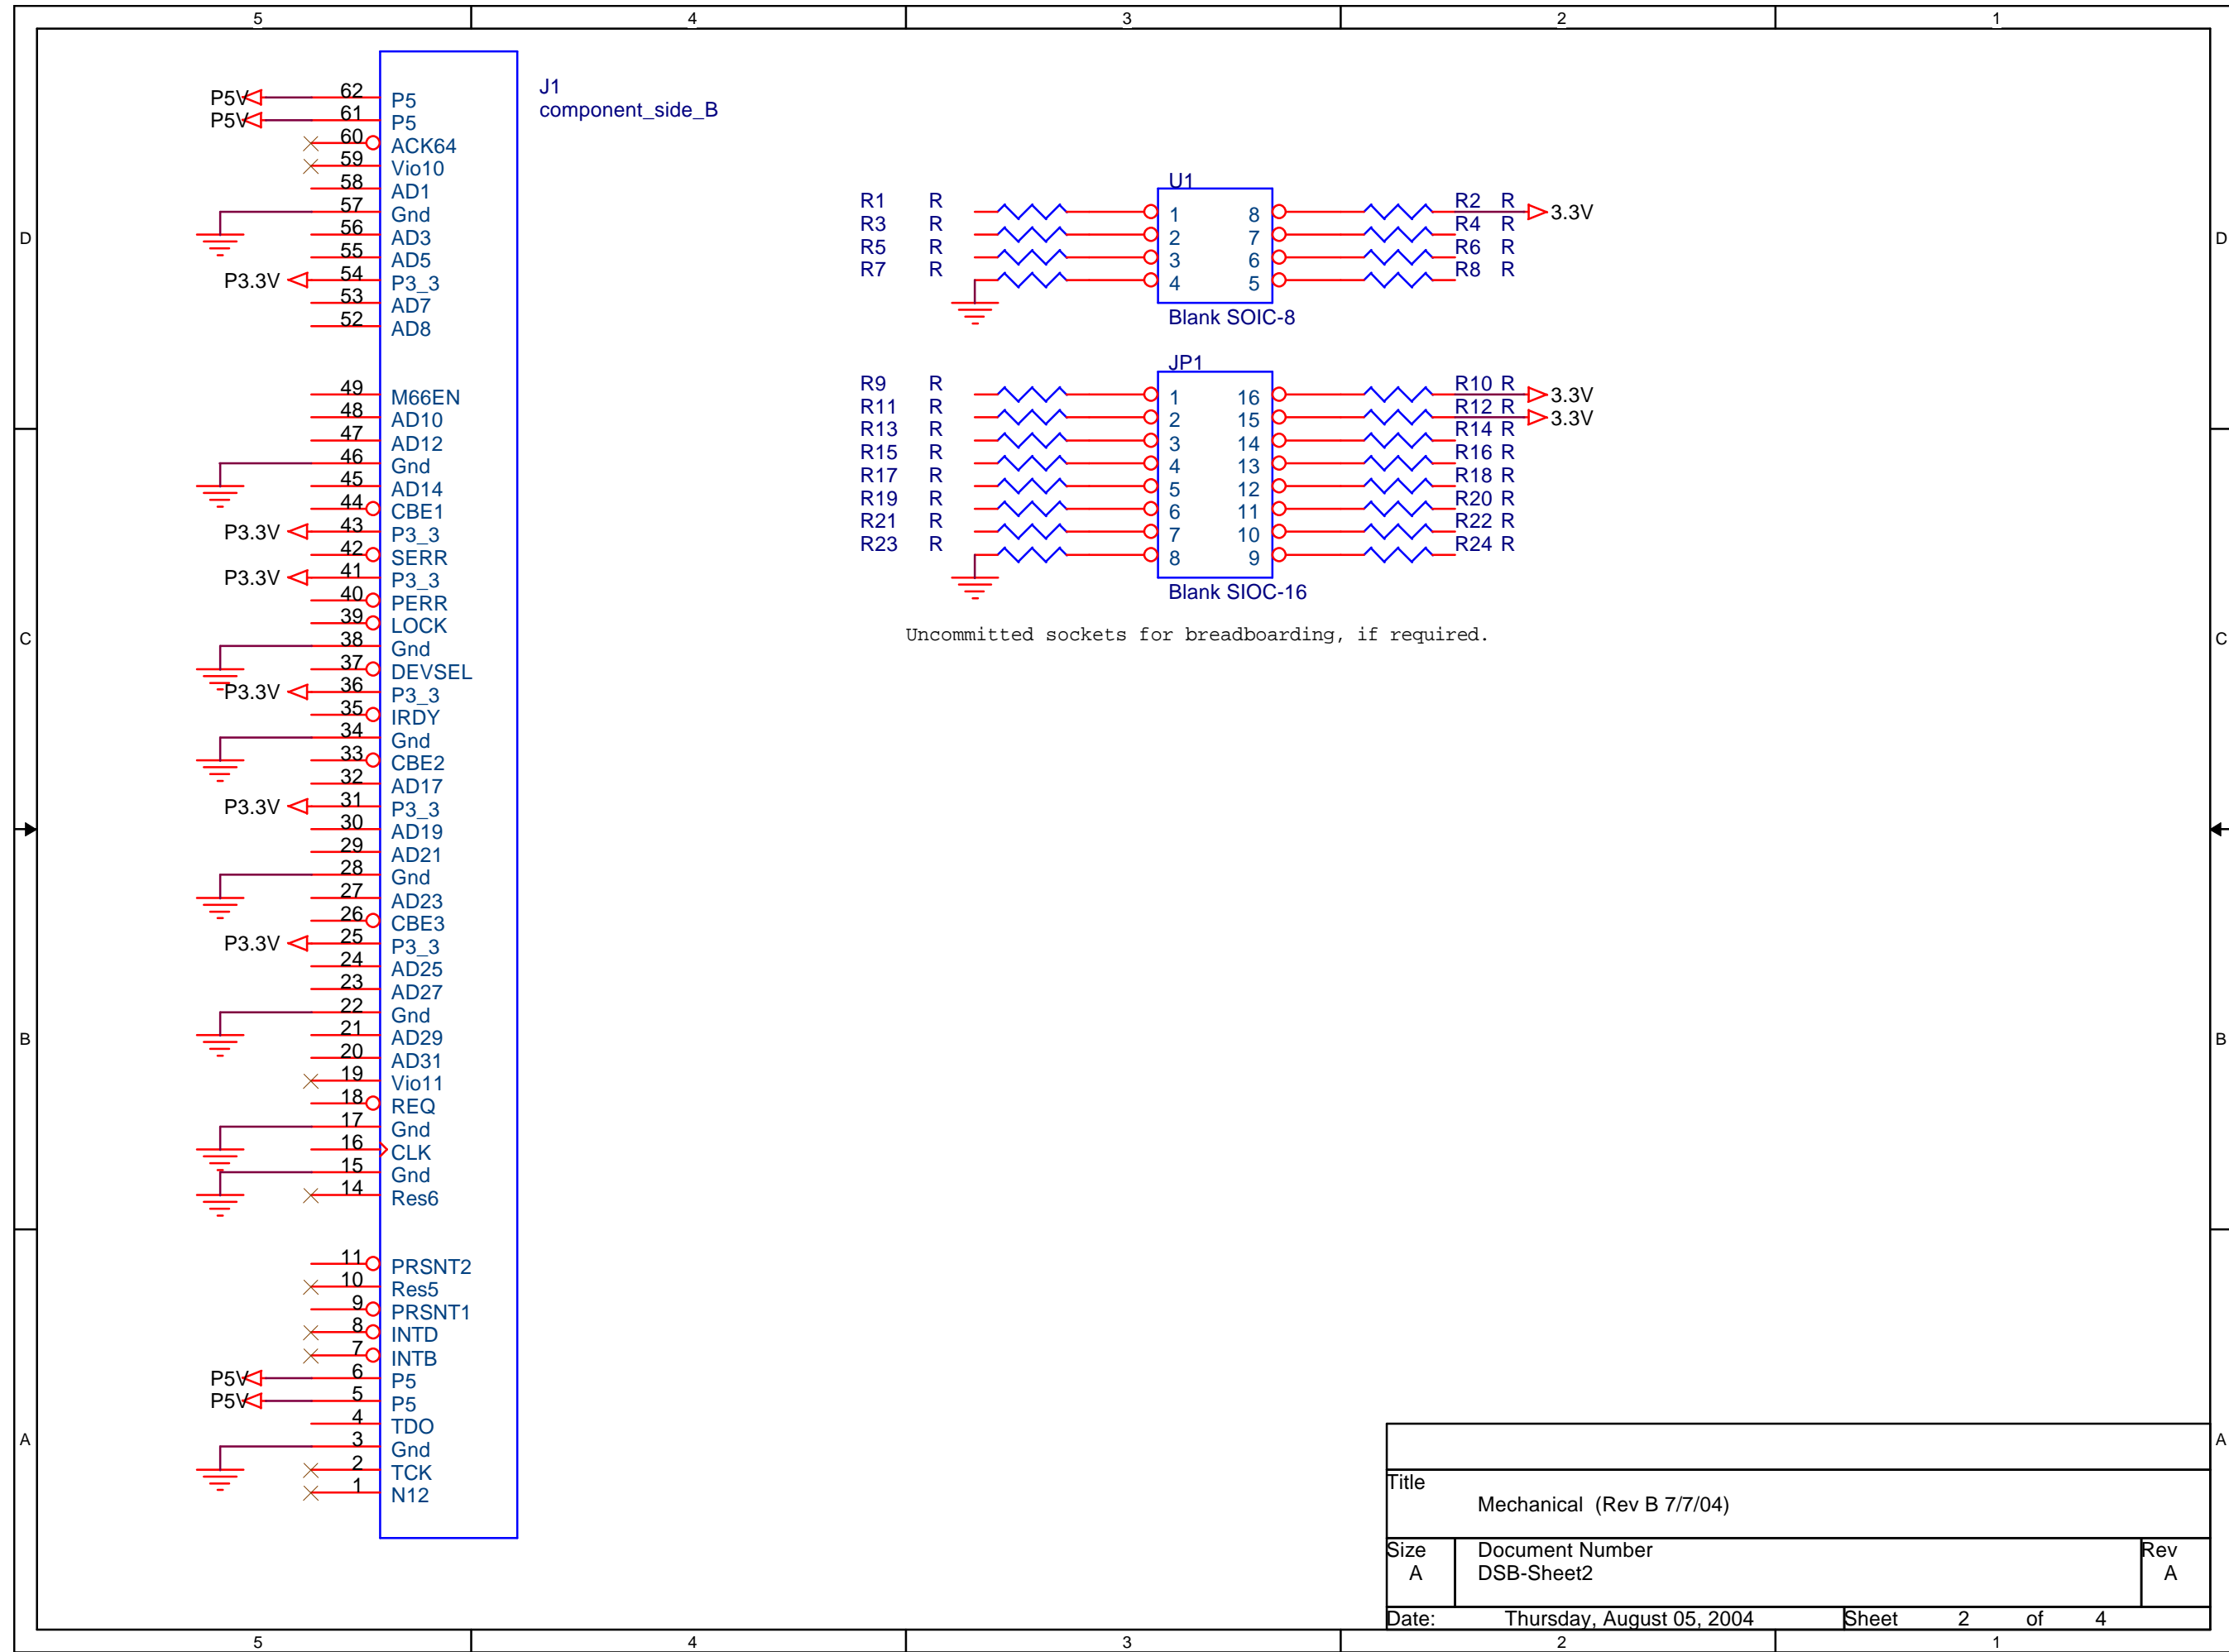 5 4 3 2 1
J1
component_side_B
P5V 62 P5
P5V 61 P5
60 ACK64
59 Vio10
58 AD1
57 Gnd
56 AD3
55 AD5
P3.3V 54 P3_3
53 AD7
52 AD8
49 M66EN
48 AD10
47 AD12
46 Gnd
45 AD14
44 CBE1
P3.3V 43 P3_3
42 SERR
P3.3V 41 P3_3
40 PERR
39 LOCK
38 Gnd
37 DEVSEL
P3.3V 36 P3_3
35 IRDY
34 Gnd
33 CBE2
32 AD17
P3.3V 31 P3_3
30 AD19
29 AD21
28 Gnd
27 AD23
26 CBE3
P3.3V 25 P3_3
24 AD25
23 AD27
22 Gnd
21 AD29
20 AD31
19 Vio11
18 REQ
17 Gnd
16 CLK
15 Gnd
14 Res6
11 PRSNT2
10 Res5
9 PRSNT1
8 INTD
7 INTB
P5V 6 P5
P5V 5 P5
4 TDO
3 Gnd
2 TCK
1 N12
U1
R1 R 1 8 R2 R 3.3V
R3 R 2 7 R4 R
R5 R 3 6 R6 R
R7 R 4 5 R8 R
Blank SOIC-8
JP1
R9 R 1 16 R10 R 3.3V
R11 R 2 15 R12 R 3.3V
R13 R 3 14 R14 R
R15 R 4 13 R16 R
R17 R 5 12 R18 R
R19 R 6 11 R20 R
R21 R 7 10 R22 R
R23 R 8 9 R24 R
Blank SIOC-16
Uncommitted sockets for breadboarding, if required.
D D
C C
B B
A A
Title
Mechanical (Rev B 7/7/04)
Size Document Number Rev
A DSB-Sheet2 A
Date: Thursday, August 05, 2004 Sheet 2 of 4
5 4 3 2 1